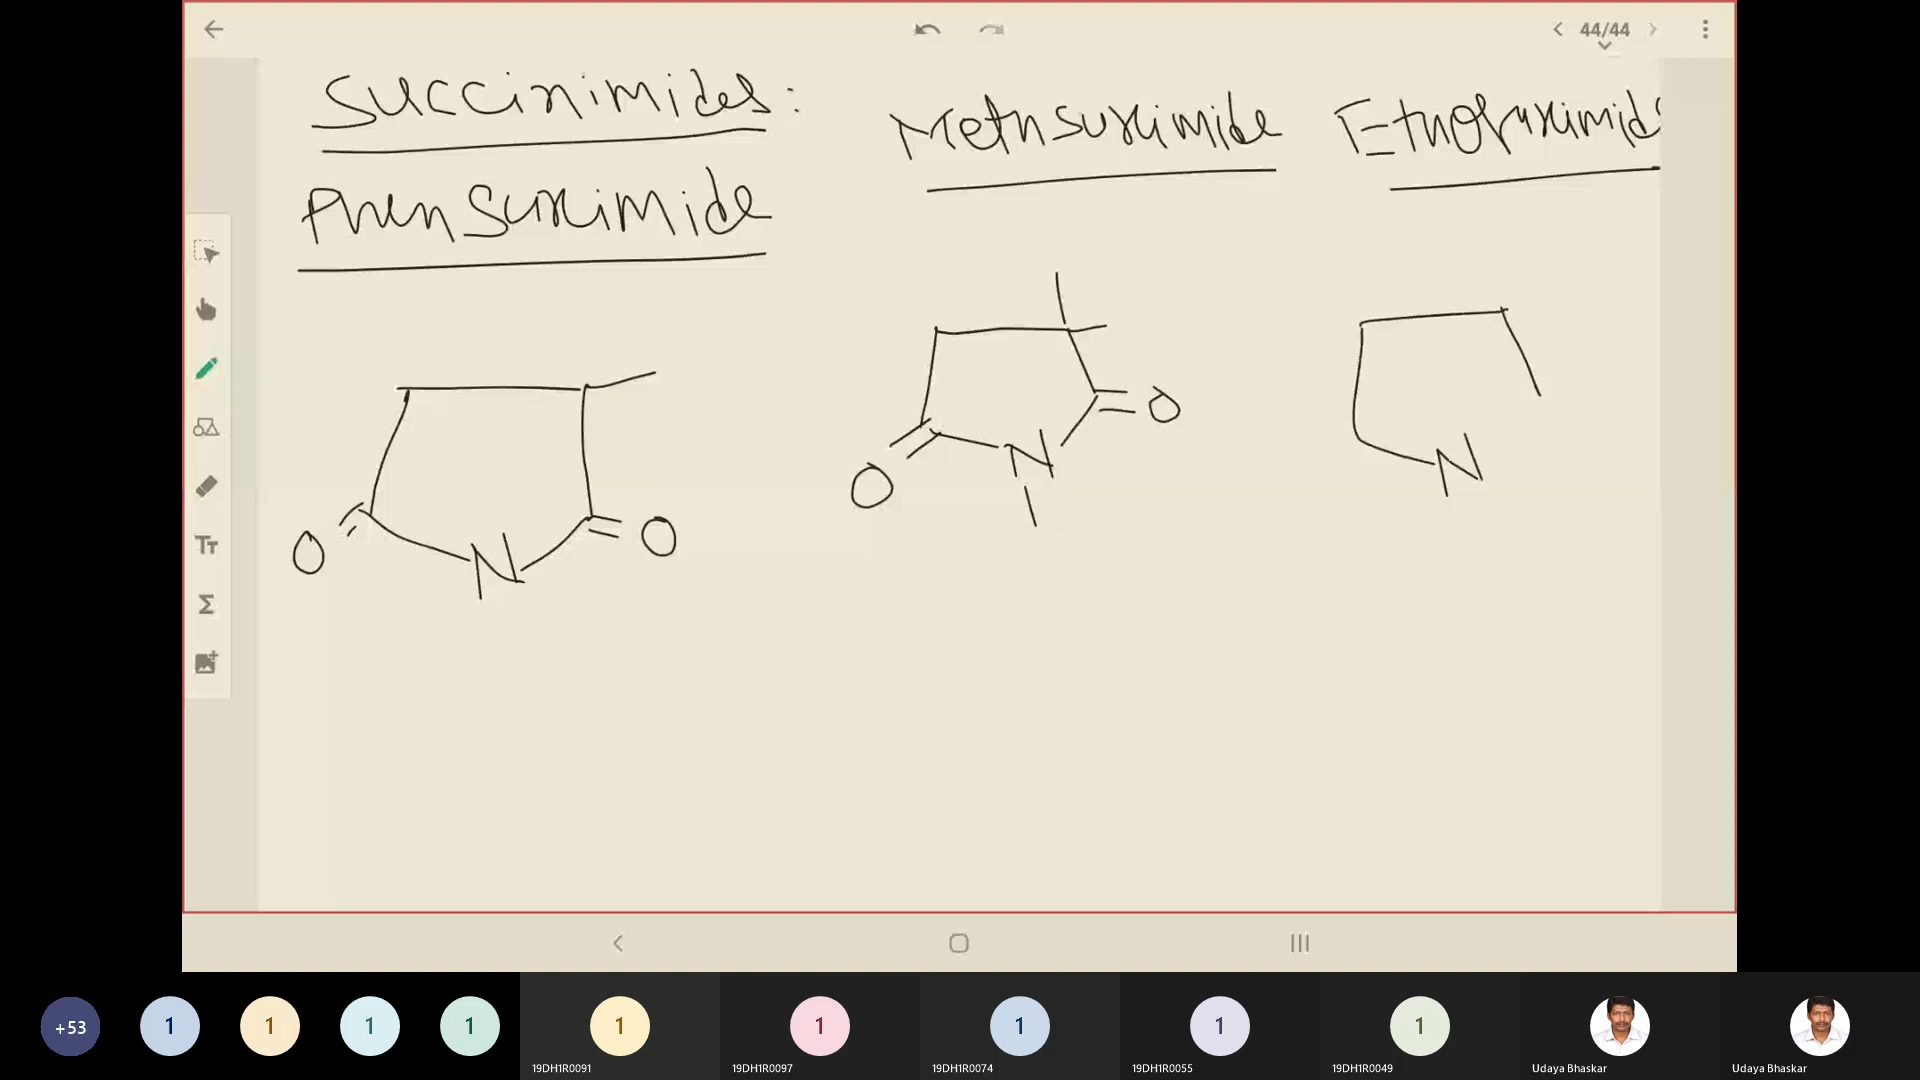 44/44
Succinimides:
Methsuximide
Ethosuximide
Phensuximide
O
N
O
O
N
O
N
Tr
Σ
+53
1
1
1
1
1
1
1
1
1
19DH1R0091
19DH1R0097
19DH1R0074
19DH1R0055
19DH1R0049
Udaya Bhaskar
Udaya Bhaskar